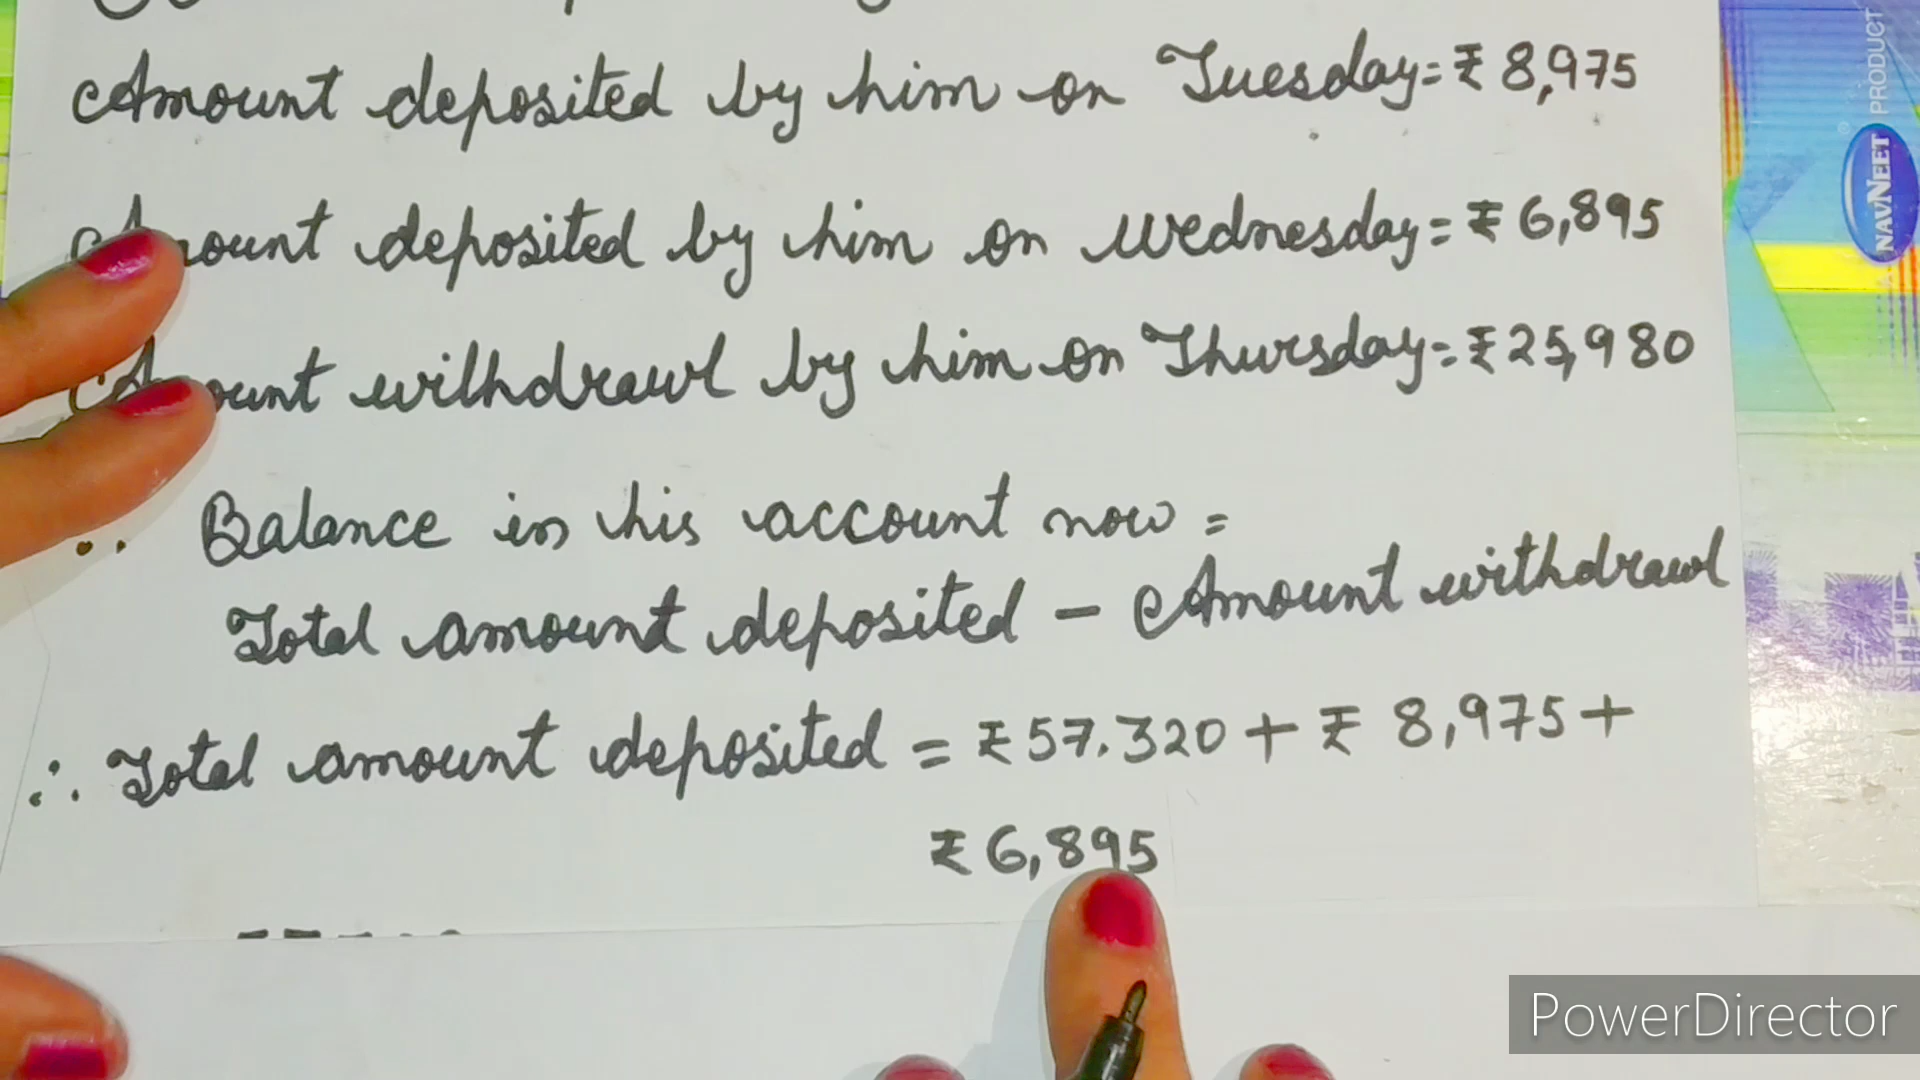 Amount deposited by him on Tuesday = ₹ 8,975
Amount deposited by him on wednesday = ₹ 6,895
Amount withdrawl by him on Thursday = ₹ 25,980
Balance in his account now =
Total amount deposited - Amount withdrawl
∴ Total amount deposited = ₹ 57.320 + ₹ 8,975 +
₹ 6,895
NAVNEET PRODUCT
PowerDirector